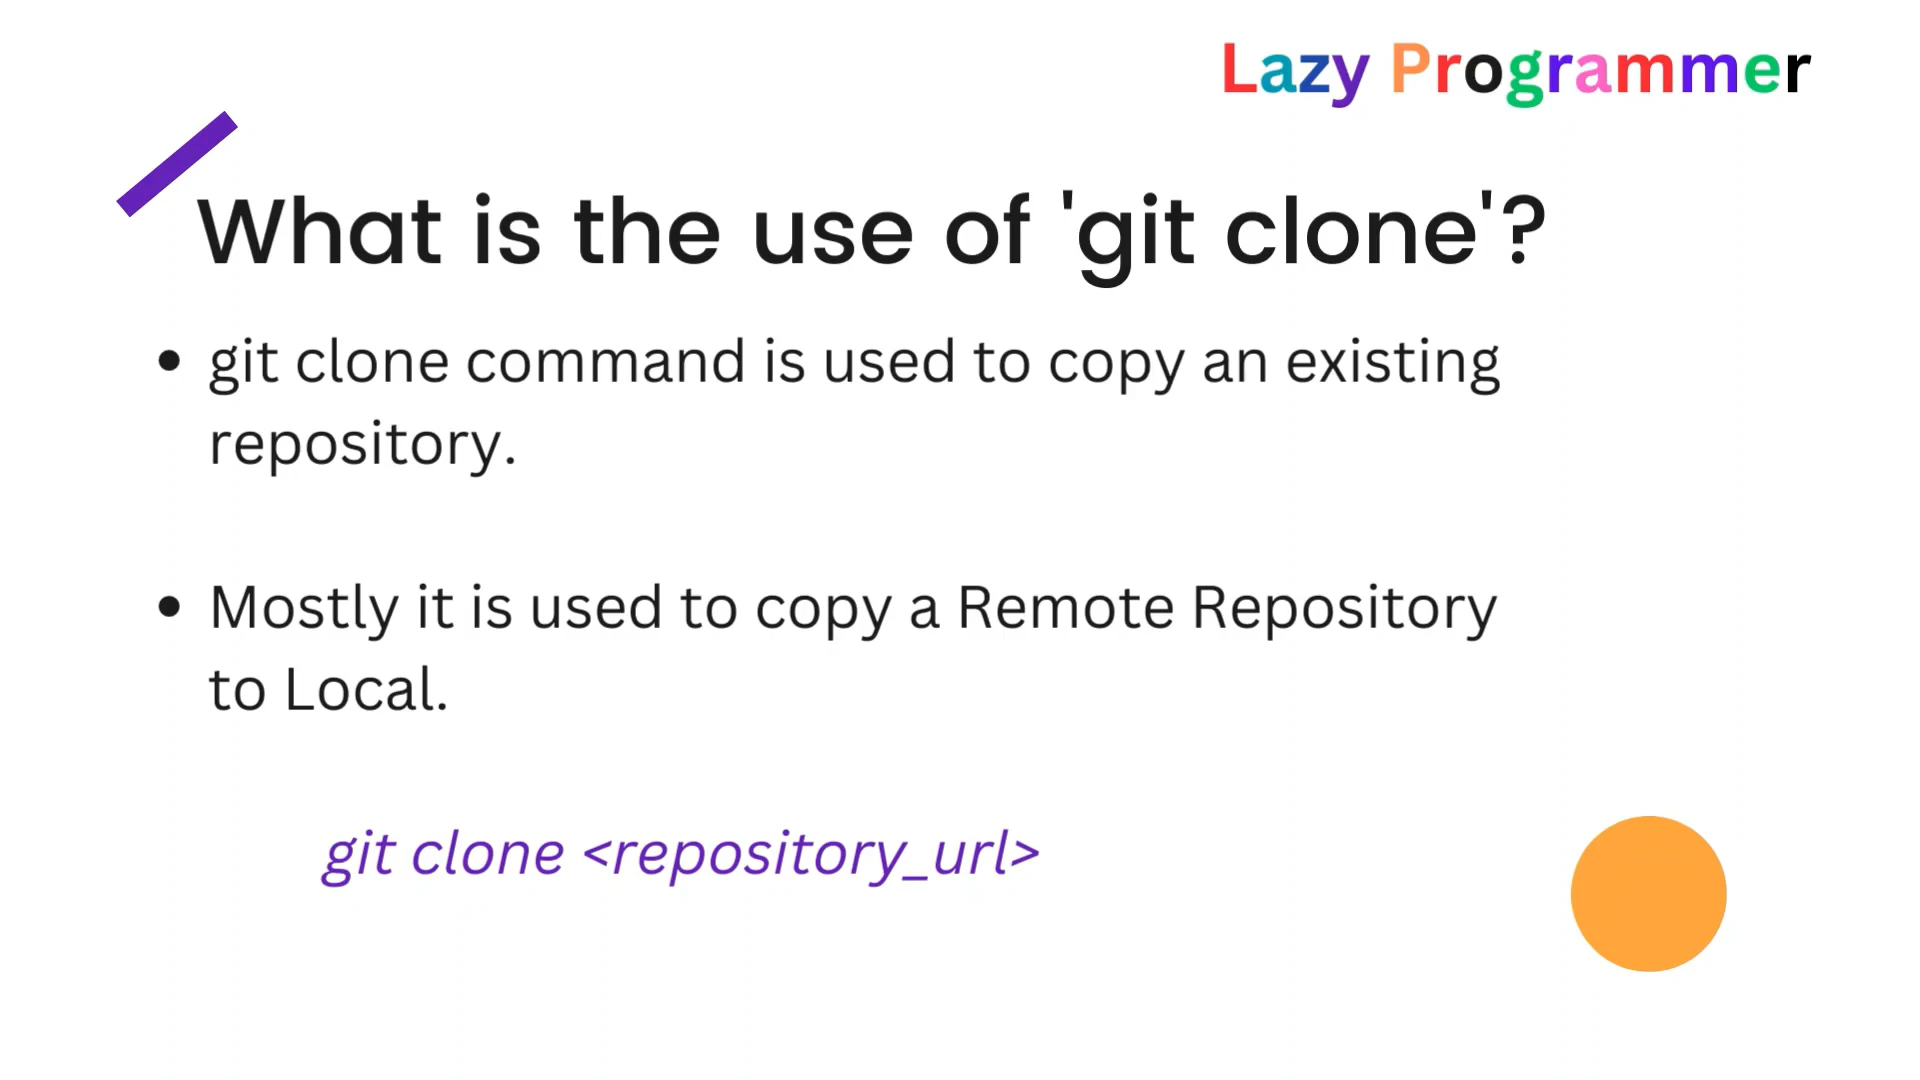 Lazy Programmer
What is the use of 'git clone'?
• git clone command is used to copy an existing
repository.
• Mostly it is used to copy a Remote Repository
to Local.
git clone <repository_url>